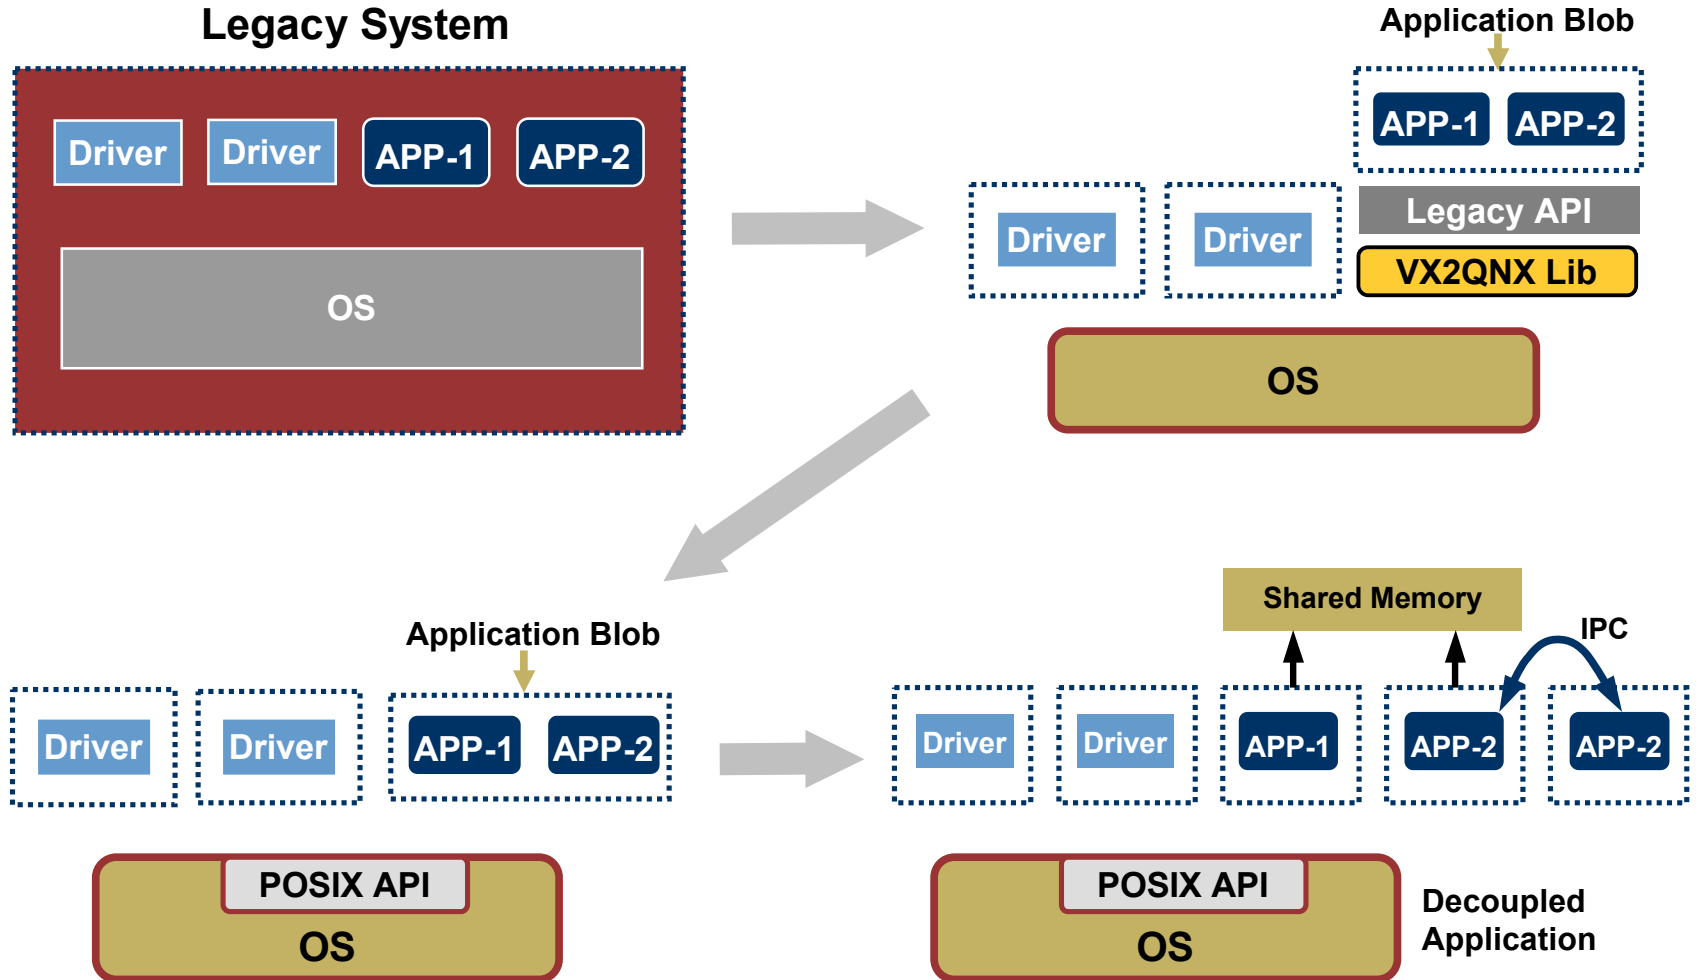 Legacy System
Driver
Driver
APP-1
APP-2
OS
Application Blob
APP-1
APP-2
Driver
Driver
Legacy API
VX2QNX Lib
OS
Application Blob
Driver
Driver
APP-1
APP-2
POSIX API
OS
Shared Memory
IPC
Driver
Driver
APP-1
APP-2
APP-2
POSIX API
OS
Decoupled
Application